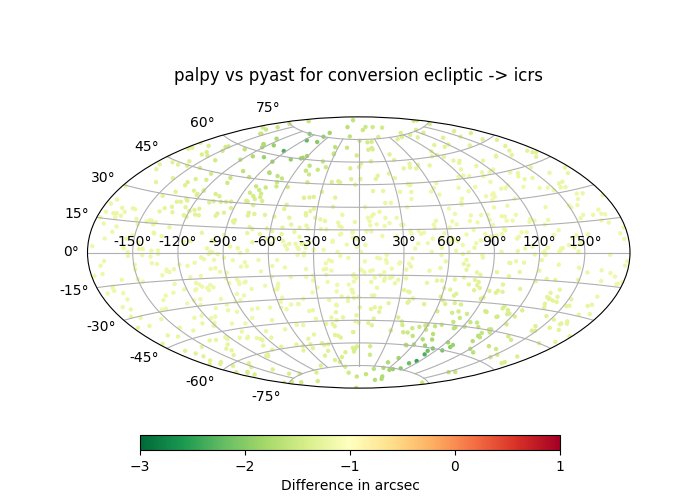 palpy vs pyast for conversion ecliptic -> icrs
75°
60°
45°
30°
15°
-150° -120° -90° -60° -30° 0° 30° 60° 90° 120° 150°
0°
-15°
-30°
-45°
-60°
-75°
−3 −2 −1 0 1
Difference in arcsec